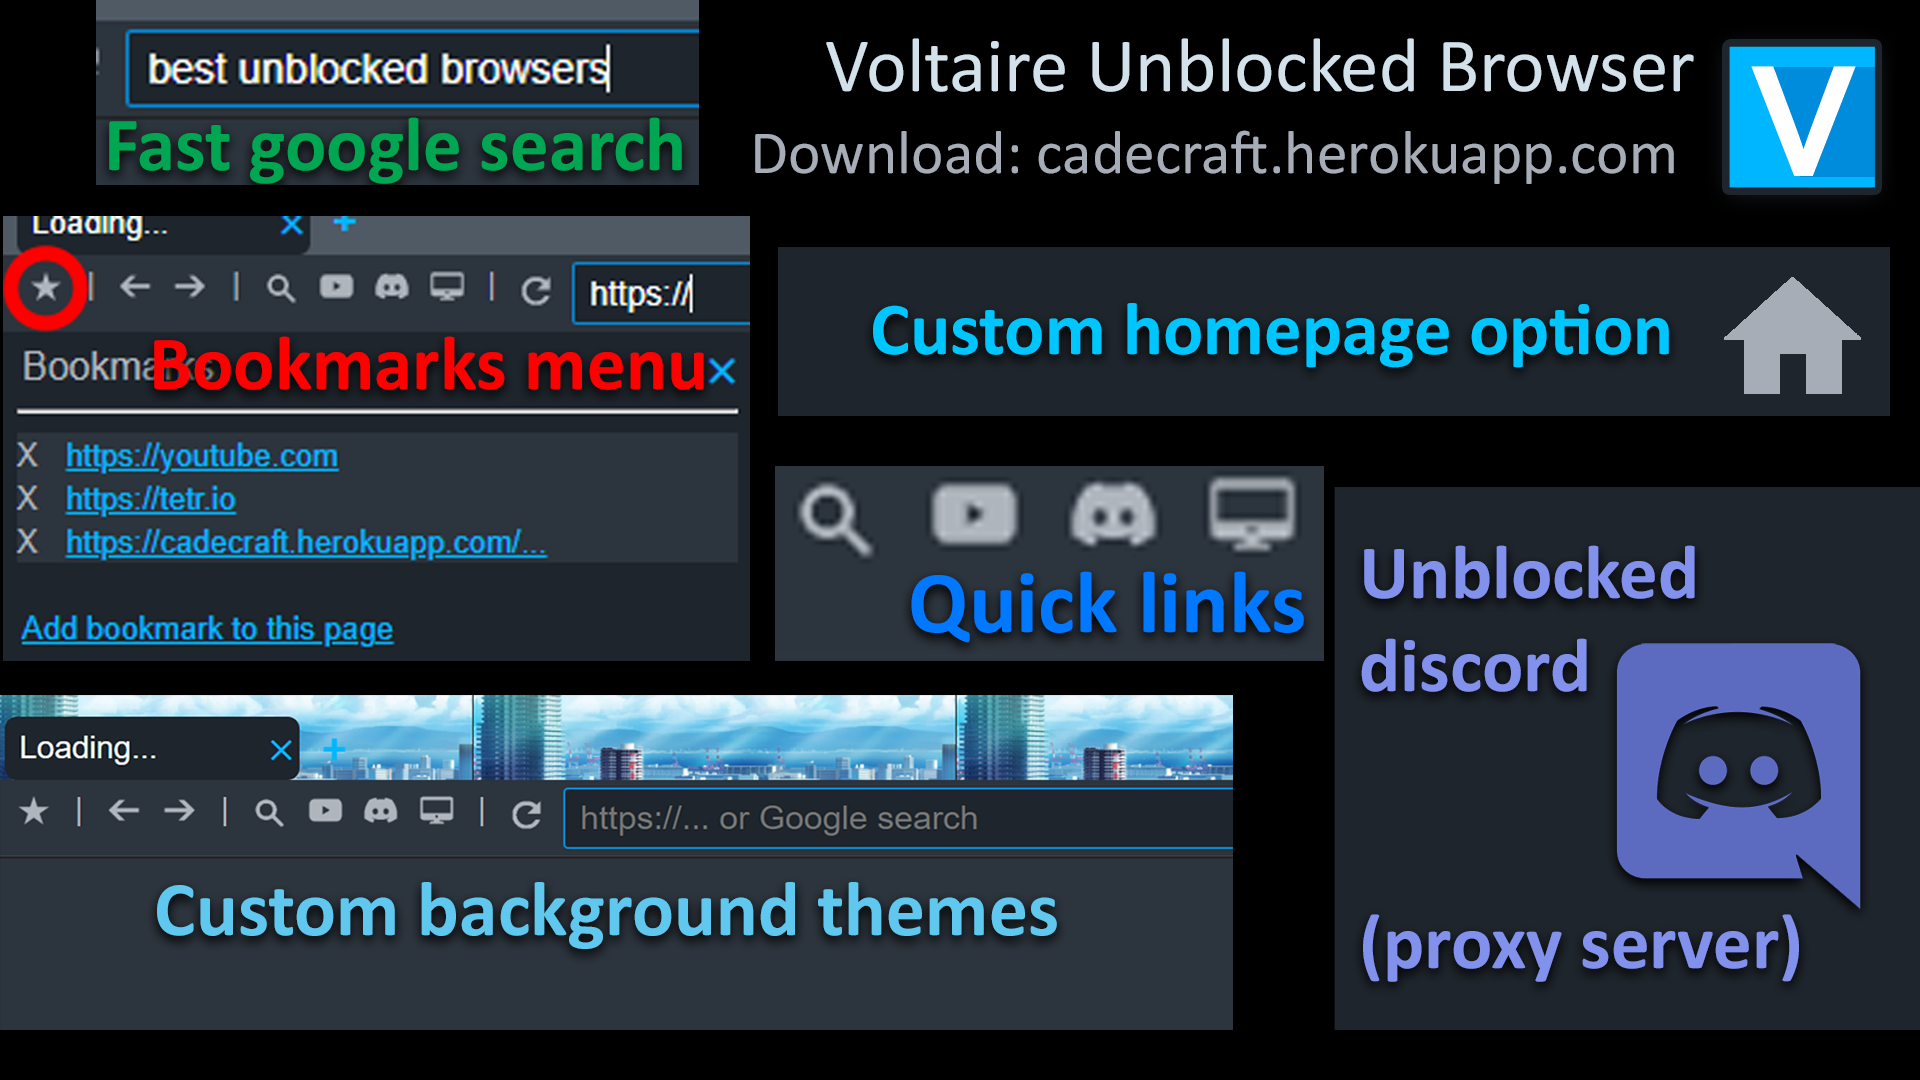 best unblocked browsers
Fast google search
Voltaire Unblocked Browser
Download: cadecraft.herokuapp.com
V
Loading...
https://
Bookmarks
Bookmarks menu
X https://youtube.com
X https://tetr.io
X https://cadecraft.herokuapp.com/...
Add bookmark to this page
Custom homepage option
Quick links
Unblocked
discord
(proxy server)
Loading...
https://... or Google search
Custom background themes